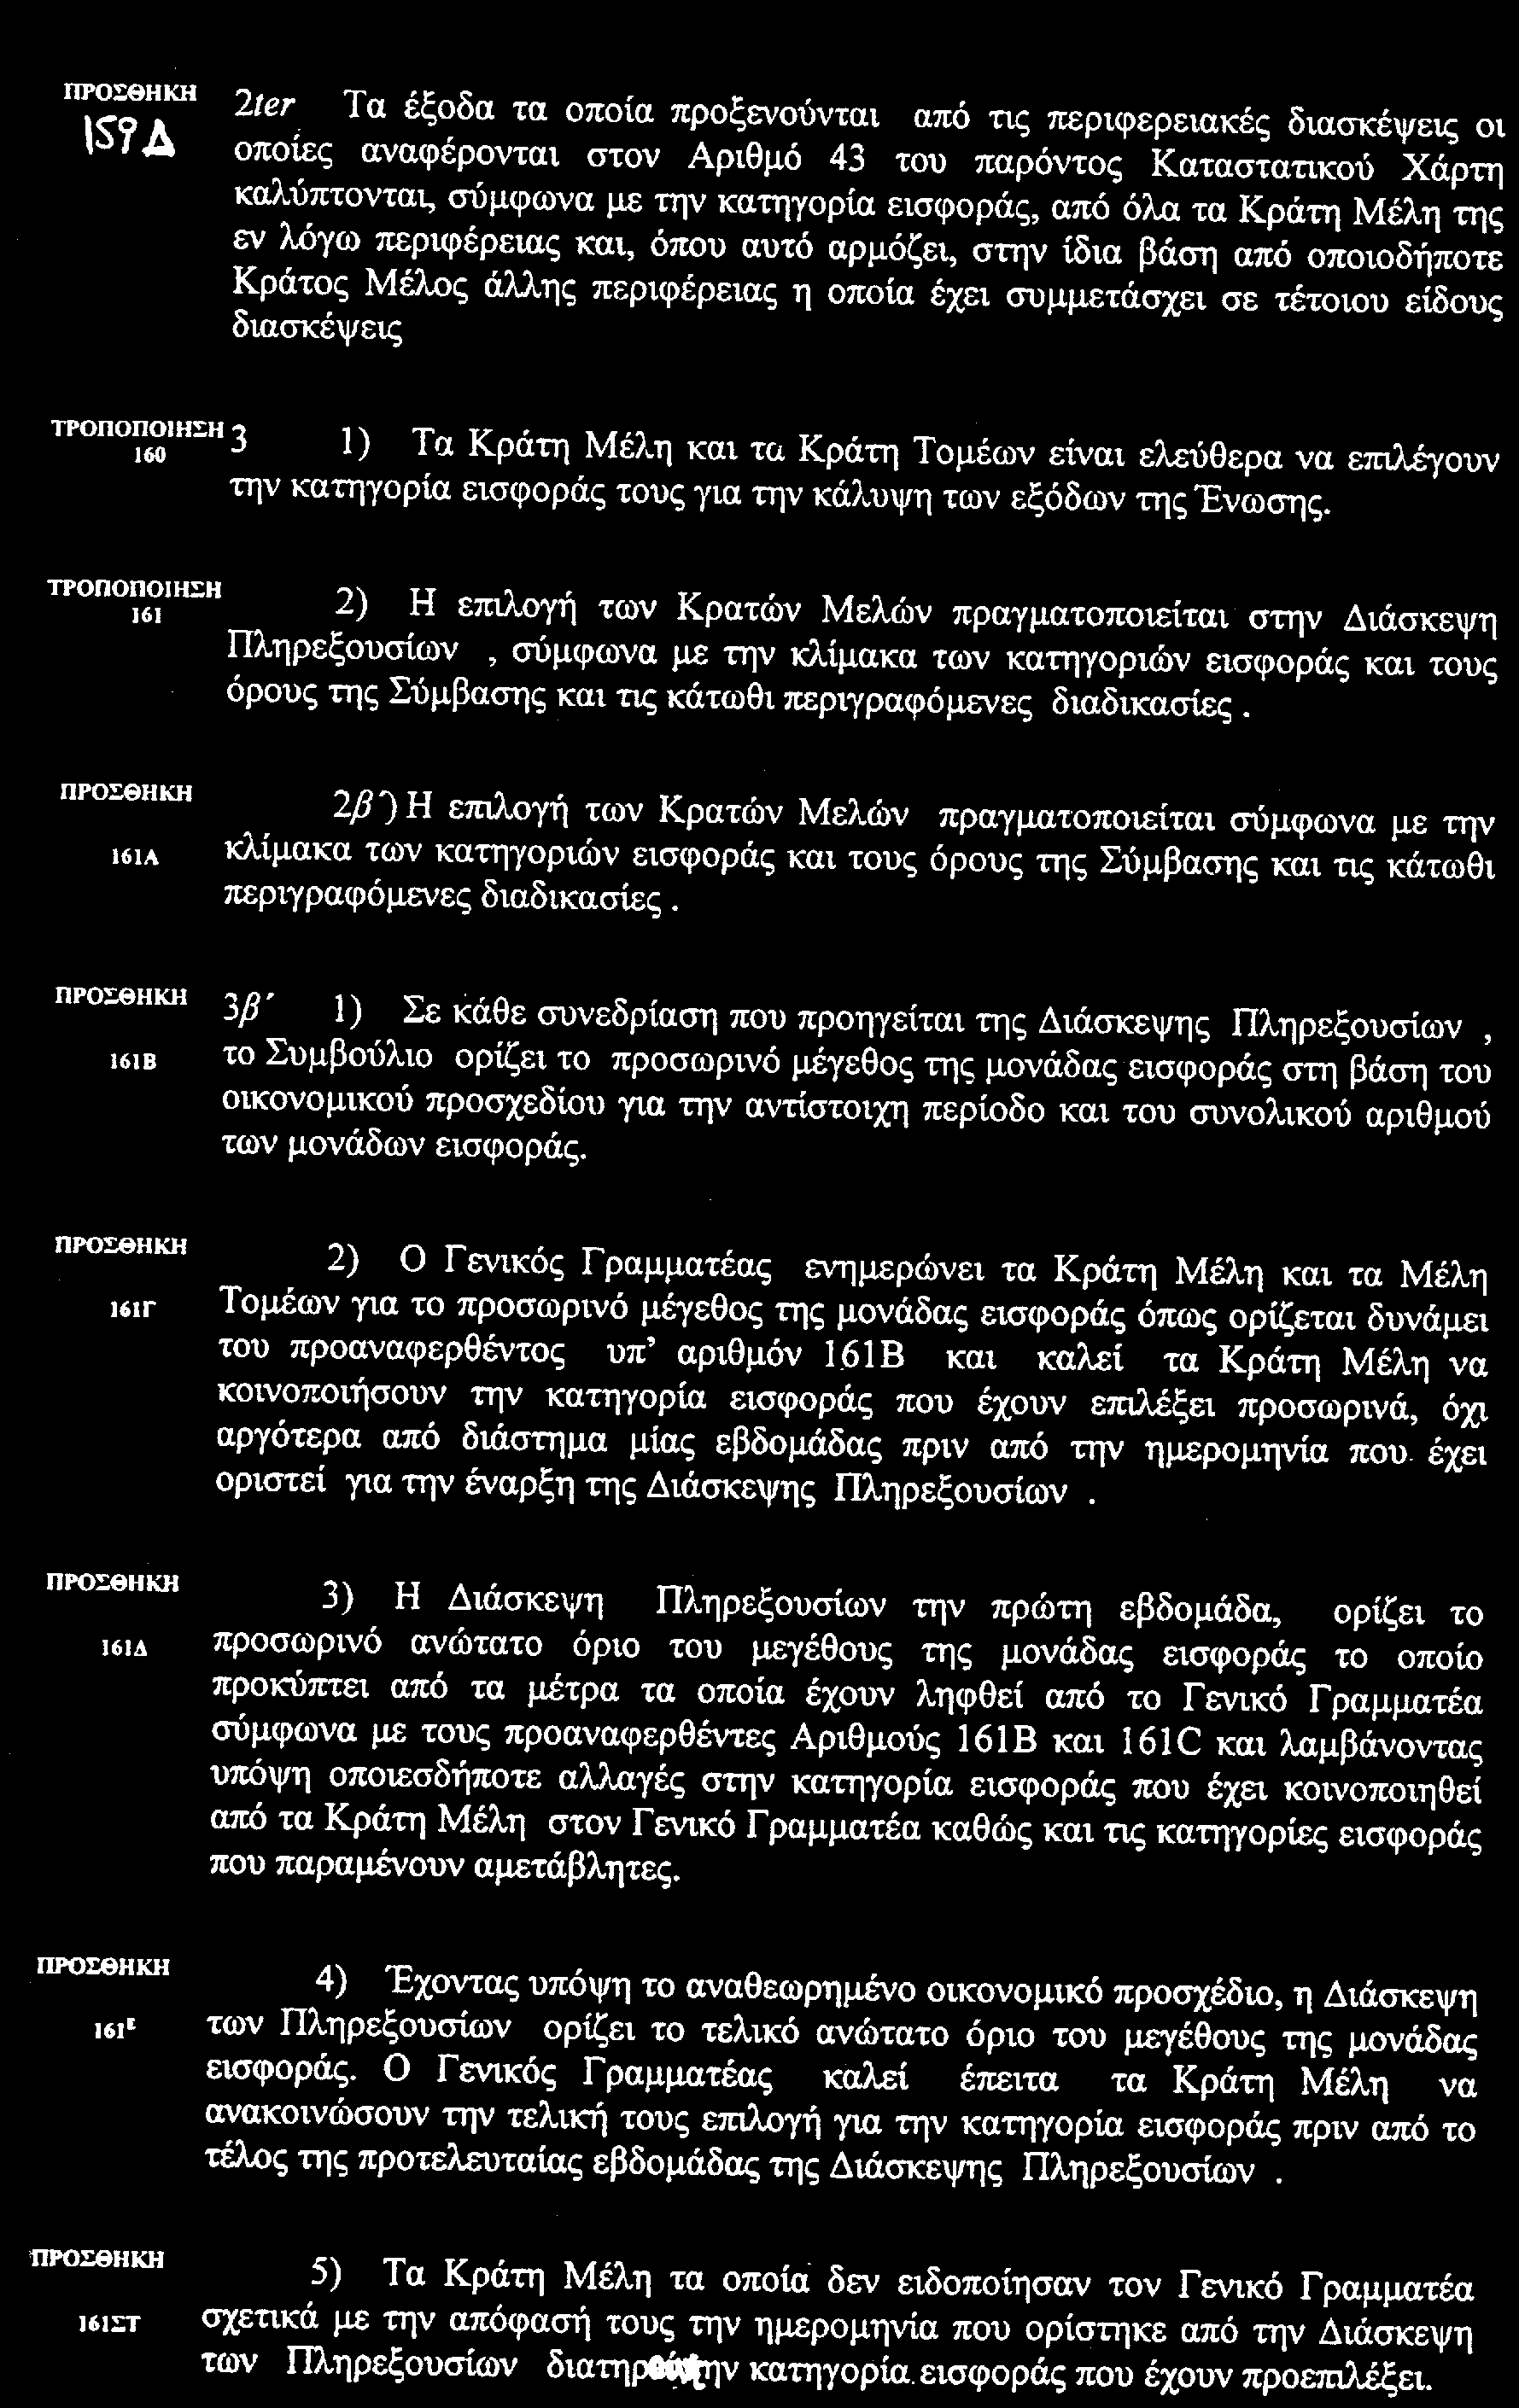 ΠΡΟΣΘΗΚΗ
159Δ
2ter Τα έξοδα τα οποία προξενούνται από τις περιφερειακές διασκέψεις οι
οποίες αναφέρονται στον Αριθμό 43 του παρόντος Καταστατικού Χάρτη
καλύπτονται, σύμφωνα με την κατηγορία εισφοράς, από όλα τα Κράτη Μέλη της
εν λόγω περιφέρειας και, όπου αυτό αρμόζει, στην ίδια βάση από οποιοδήποτε
Κράτος Μέλος άλλης περιφέρειας η οποία έχει συμμετάσχει σε τέτοιου είδους
διασκέψεις
ΤΡΟΠΟΠΟΙΗΣΗ
160
3 1) Τα Κράτη Μέλη και τα Κράτη Τομέων είναι ελεύθερα να επιλέγουν
την κατηγορία εισφοράς τους για την κάλυψη των εξόδων της Ένωσης.
ΤΡΟΠΟΠΟΙΗΣΗ
161
2) Η επιλογή των Κρατών Μελών πραγματοποιείται στην Διάσκεψη
Πληρεξουσίων , σύμφωνα με την κλίμακα των κατηγοριών εισφοράς και τους
όρους της Σύμβασης και τις κάτωθι περιγραφόμενες διαδικασίες .
ΠΡΟΣΘΗΚΗ
161Α
2β΄) Η επιλογή των Κρατών Μελών πραγματοποιείται σύμφωνα με την
κλίμακα των κατηγοριών εισφοράς και τους όρους της Σύμβασης και τις κάτωθι
περιγραφόμενες διαδικασίες .
ΠΡΟΣΘΗΚΗ
161Β
3β΄ 1) Σε κάθε συνεδρίαση που προηγείται της Διάσκεψης Πληρεξουσίων ,
το Συμβούλιο ορίζει το προσωρινό μέγεθος της μονάδας εισφοράς στη βάση του
οικονομικού προσχεδίου για την αντίστοιχη περίοδο και του συνολικού αριθμού
των μονάδων εισφοράς.
ΠΡΟΣΘΗΚΗ
161Γ
2) Ο Γενικός Γραμματέας ενημερώνει τα Κράτη Μέλη και τα Μέλη
Τομέων για το προσωρινό μέγεθος της μονάδας εισφοράς όπως ορίζεται δυνάμει
του προαναφερθέντος υπ’ αριθμόν 161Β και καλεί τα Κράτη Μέλη να
κοινοποιήσουν την κατηγορία εισφοράς που έχουν επιλέξει προσωρινά, όχι
αργότερα από διάστημα μίας εβδομάδας πριν από την ημερομηνία που έχει
οριστεί για την έναρξη της Διάσκεψης Πληρεξουσίων .
ΠΡΟΣΘΗΚΗ
161Δ
3) Η Διάσκεψη Πληρεξουσίων την πρώτη εβδομάδα, ορίζει το
προσωρινό ανώτατο όριο του μεγέθους της μονάδας εισφοράς το οποίο
προκύπτει από τα μέτρα τα οποία έχουν ληφθεί από το Γενικό Γραμματέα
σύμφωνα με τους προαναφερθέντες Αριθμούς 161Β και 161C και λαμβάνοντας
υπόψη οποιεσδήποτε αλλαγές στην κατηγορία εισφοράς που έχει κοινοποιηθεί
από τα Κράτη Μέλη στον Γενικό Γραμματέα καθώς και τις κατηγορίες εισφοράς
που παραμένουν αμετάβλητες.
ΠΡΟΣΘΗΚΗ
161Ε
4) Έχοντας υπόψη το αναθεωρημένο οικονομικό προσχέδιο, η Διάσκεψη
των Πληρεξουσίων ορίζει το τελικό ανώτατο όριο του μεγέθους της μονάδας
εισφοράς. Ο Γενικός Γραμματέας καλεί έπειτα τα Κράτη Μέλη να
ανακοινώσουν την τελική τους επιλογή για την κατηγορία εισφοράς πριν από το
τέλος της προτελευταίας εβδομάδας της Διάσκεψης Πληρεξουσίων .
ΠΡΟΣΘΗΚΗ
161ΣΤ
5) Τα Κράτη Μέλη τα οποία δεν ειδοποίησαν τον Γενικό Γραμματέα
σχετικά με την απόφασή τους την ημερομηνία που ορίστηκε από την Διάσκεψη
των Πληρεξουσίων κατηγορία εισφοράς που έχουν προεπιλέξει.